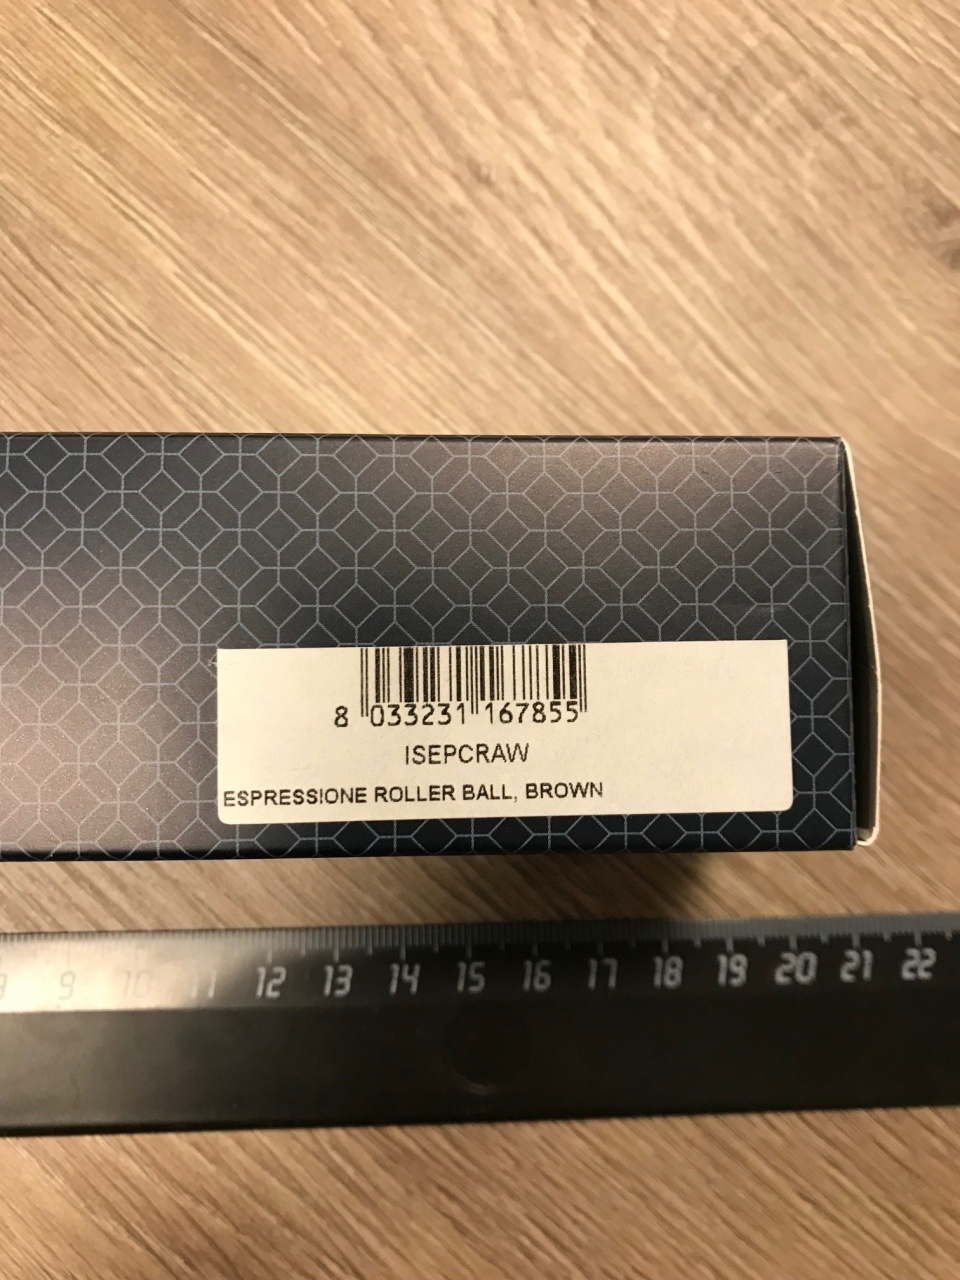 8 033231 167855
ISEPCRAW
ESPRESSIONE ROLLER BALL, BROWN
9 10 11 12 13 14 15 16 17 18 19 20 21 22